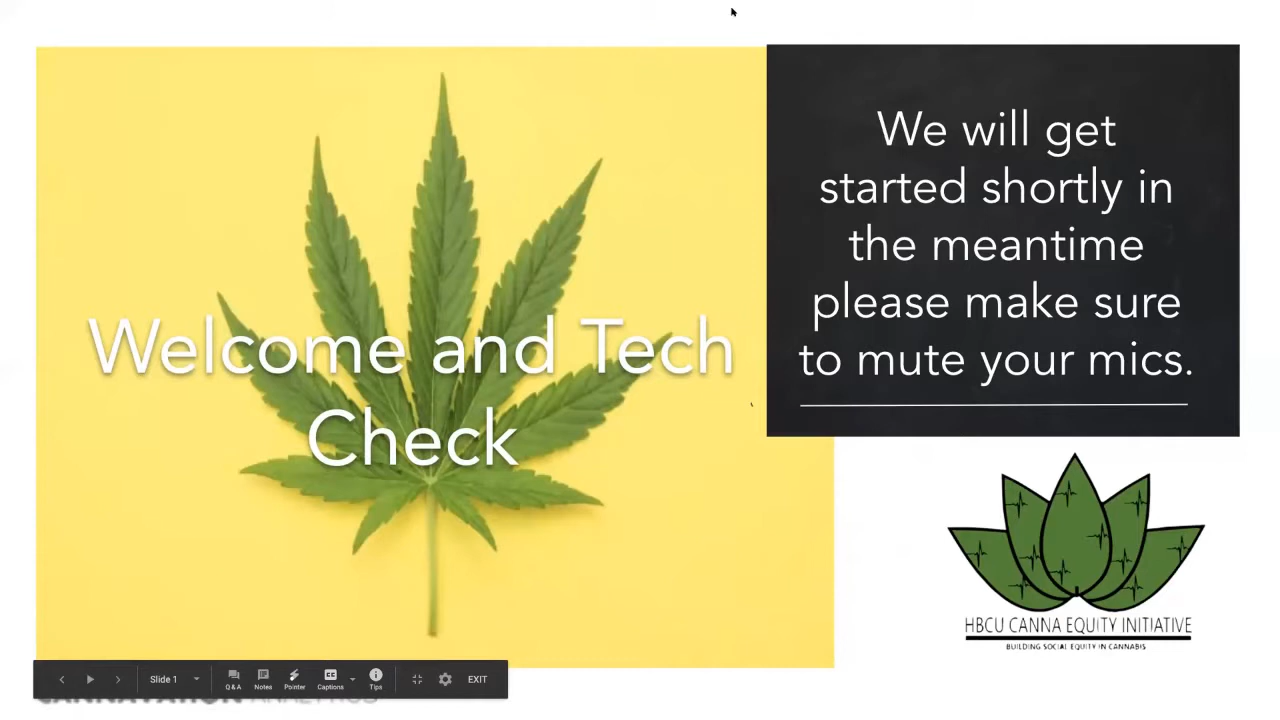 Welcome and Tech
Check
We will get
started shortly in
the meantime
please make sure
to mute your mics.
HBCU CANNA EQUITY INITIATIVE
BUILDING SOCIAL EQUITY IN CANNABIS
Slide 1
Q&A
Notes
Pointer
CC
Captions
Tips
EXIT